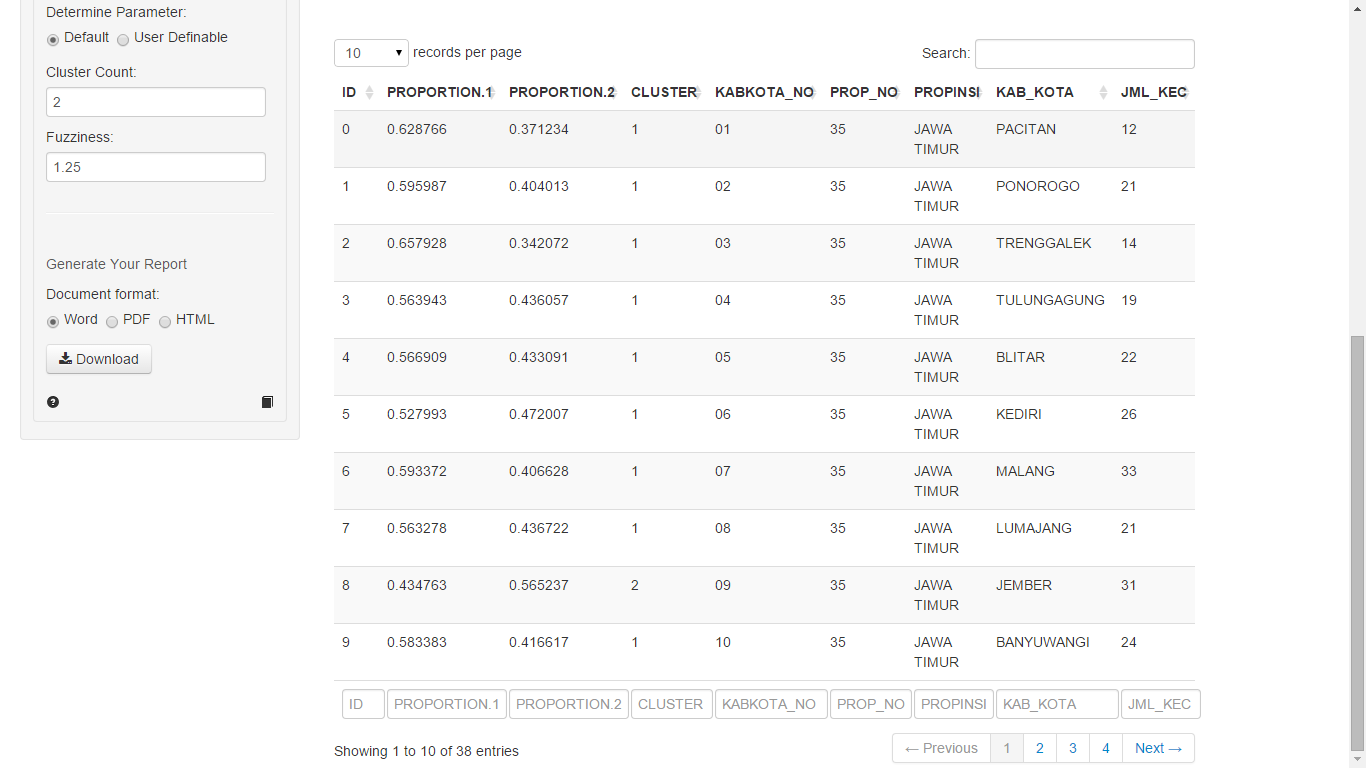 Determine Parameter:
Default User Definable
Cluster Count:
2
Fuzziness:
1.25
Generate Your Report
Document format:
Word PDF HTML
Download
10 records per page Search:
ID PROPORTION.1 PROPORTION.2 CLUSTER KABKOTA_NO PROP_NO PROPINSI KAB_KOTA JML_KEC
0 0.628766 0.371234 1 01 35 JAWA TIMUR PACITAN 12
1 0.595987 0.404013 1 02 35 JAWA TIMUR PONOROGO 21
2 0.657928 0.342072 1 03 35 JAWA TIMUR TRENGGALEK 14
3 0.563943 0.436057 1 04 35 JAWA TIMUR TULUNGAGUNG 19
4 0.566909 0.433091 1 05 35 JAWA TIMUR BLITAR 22
5 0.527993 0.472007 1 06 35 JAWA TIMUR KEDIRI 26
6 0.593372 0.406628 1 07 35 JAWA TIMUR MALANG 33
7 0.563278 0.436722 1 08 35 JAWA TIMUR LUMAJANG 21
8 0.434763 0.565237 2 09 35 JAWA TIMUR JEMBER 31
9 0.583383 0.416617 1 10 35 JAWA TIMUR BANYUWANGI 24
ID PROPORTION.1 PROPORTION.2 CLUSTER KABKOTA_NO PROP_NO PROPINSI KAB_KOTA JML_KEC
Showing 1 to 10 of 38 entries ← Previous 1 2 3 4 Next →